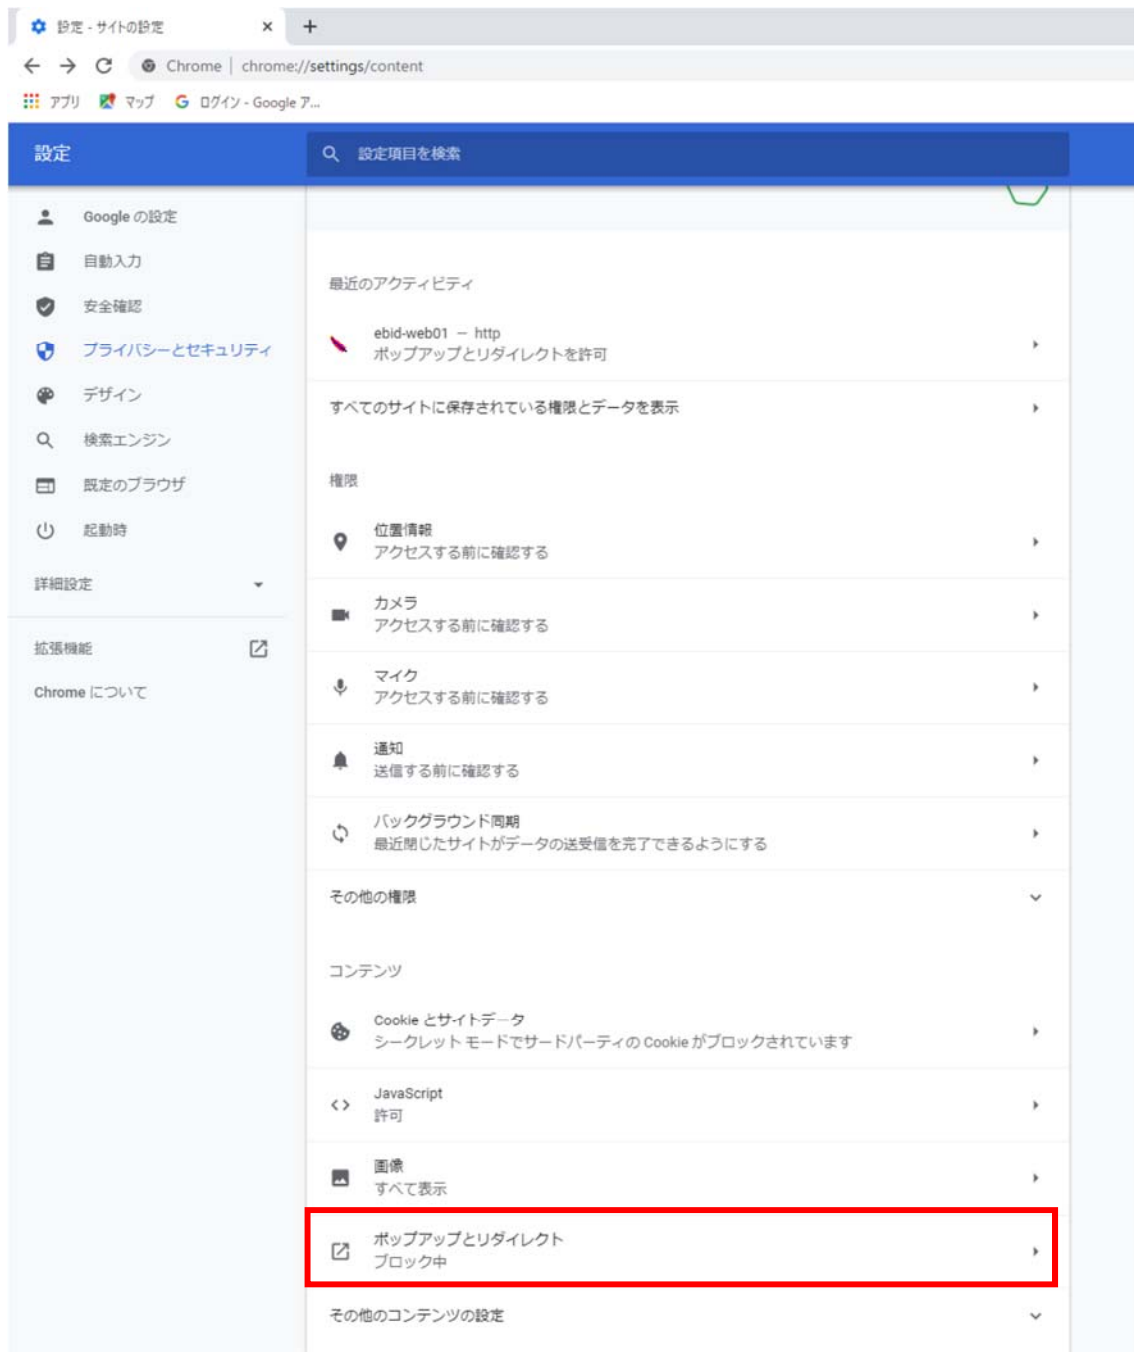 設定 - サイトの設定
Chrome | chrome://settings/content
アプリ マップ ログイン - Google ア...
設定
設定項目を検索
Google の設定
自動入力
安全確認
プライバシーとセキュリティ
デザイン
検索エンジン
既定のブラウザ
起動時
詳細設定
拡張機能
Chrome について
最近のアクティビティ
ebid-web01 — http
ポップアップとリダイレクトを許可
すべてのサイトに保存されている権限とデータを表示
権限
位置情報
アクセスする前に確認する
カメラ
アクセスする前に確認する
マイク
アクセスする前に確認する
通知
送信する前に確認する
バックグラウンド同期
最近閉じたサイトがデータの送受信を完了できるようにする
その他の権限
コンテンツ
Cookie とサイトデータ
シークレット モードでサードパーティの Cookie がブロックされています
JavaScript
許可
画像
すべて表示
ポップアップとリダイレクト
ブロック中
その他のコンテンツの設定